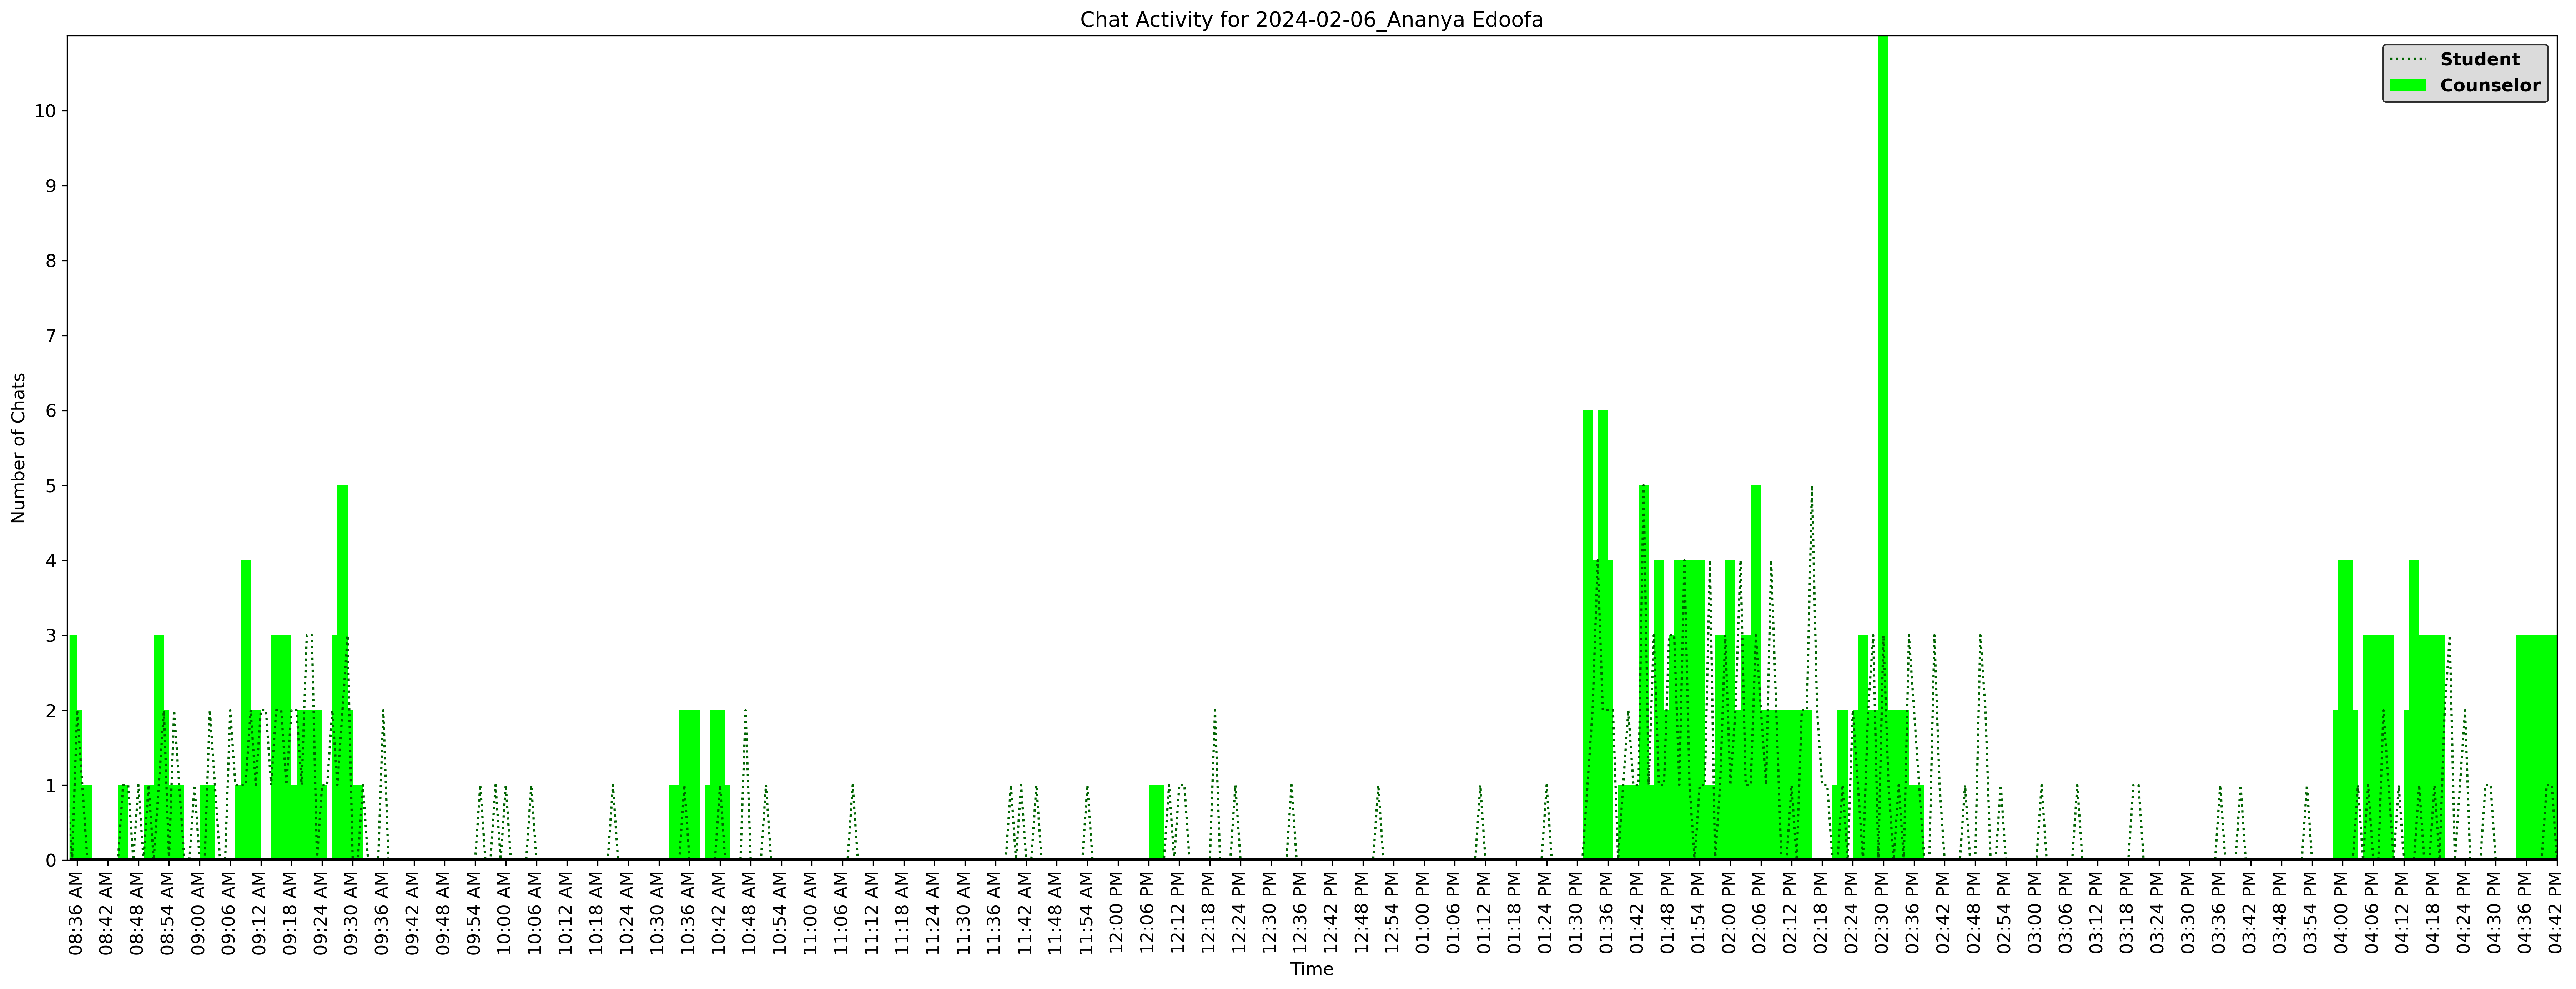 Chat Activity for 2024-02-06_Ananya Edoofa
Student
Counselor
Number of Chats
10
9
8
7
6
5
4
3
2
1
0
08:36 AM
08:42 AM
08:48 AM
08:54 AM
09:00 AM
09:06 AM
09:12 AM
09:18 AM
09:24 AM
09:30 AM
09:36 AM
09:42 AM
09:48 AM
09:54 AM
10:00 AM
10:06 AM
10:12 AM
10:18 AM
10:24 AM
10:30 AM
10:36 AM
10:42 AM
10:48 AM
10:54 AM
11:00 AM
11:06 AM
11:12 AM
11:18 AM
11:24 AM
11:30 AM
11:36 AM
11:42 AM
11:48 AM
11:54 AM
12:00 PM
12:06 PM
12:12 PM
12:18 PM
12:24 PM
12:30 PM
12:36 PM
12:42 PM
12:48 PM
12:54 PM
01:00 PM
01:06 PM
01:12 PM
01:18 PM
01:24 PM
01:30 PM
01:36 PM
01:42 PM
01:48 PM
01:54 PM
02:00 PM
02:06 PM
02:12 PM
02:18 PM
02:24 PM
02:30 PM
02:36 PM
02:42 PM
02:48 PM
02:54 PM
03:00 PM
03:06 PM
03:12 PM
03:18 PM
03:24 PM
03:30 PM
03:36 PM
03:42 PM
03:48 PM
03:54 PM
04:00 PM
04:06 PM
04:12 PM
04:18 PM
04:24 PM
04:30 PM
04:36 PM
04:42 PM
Time